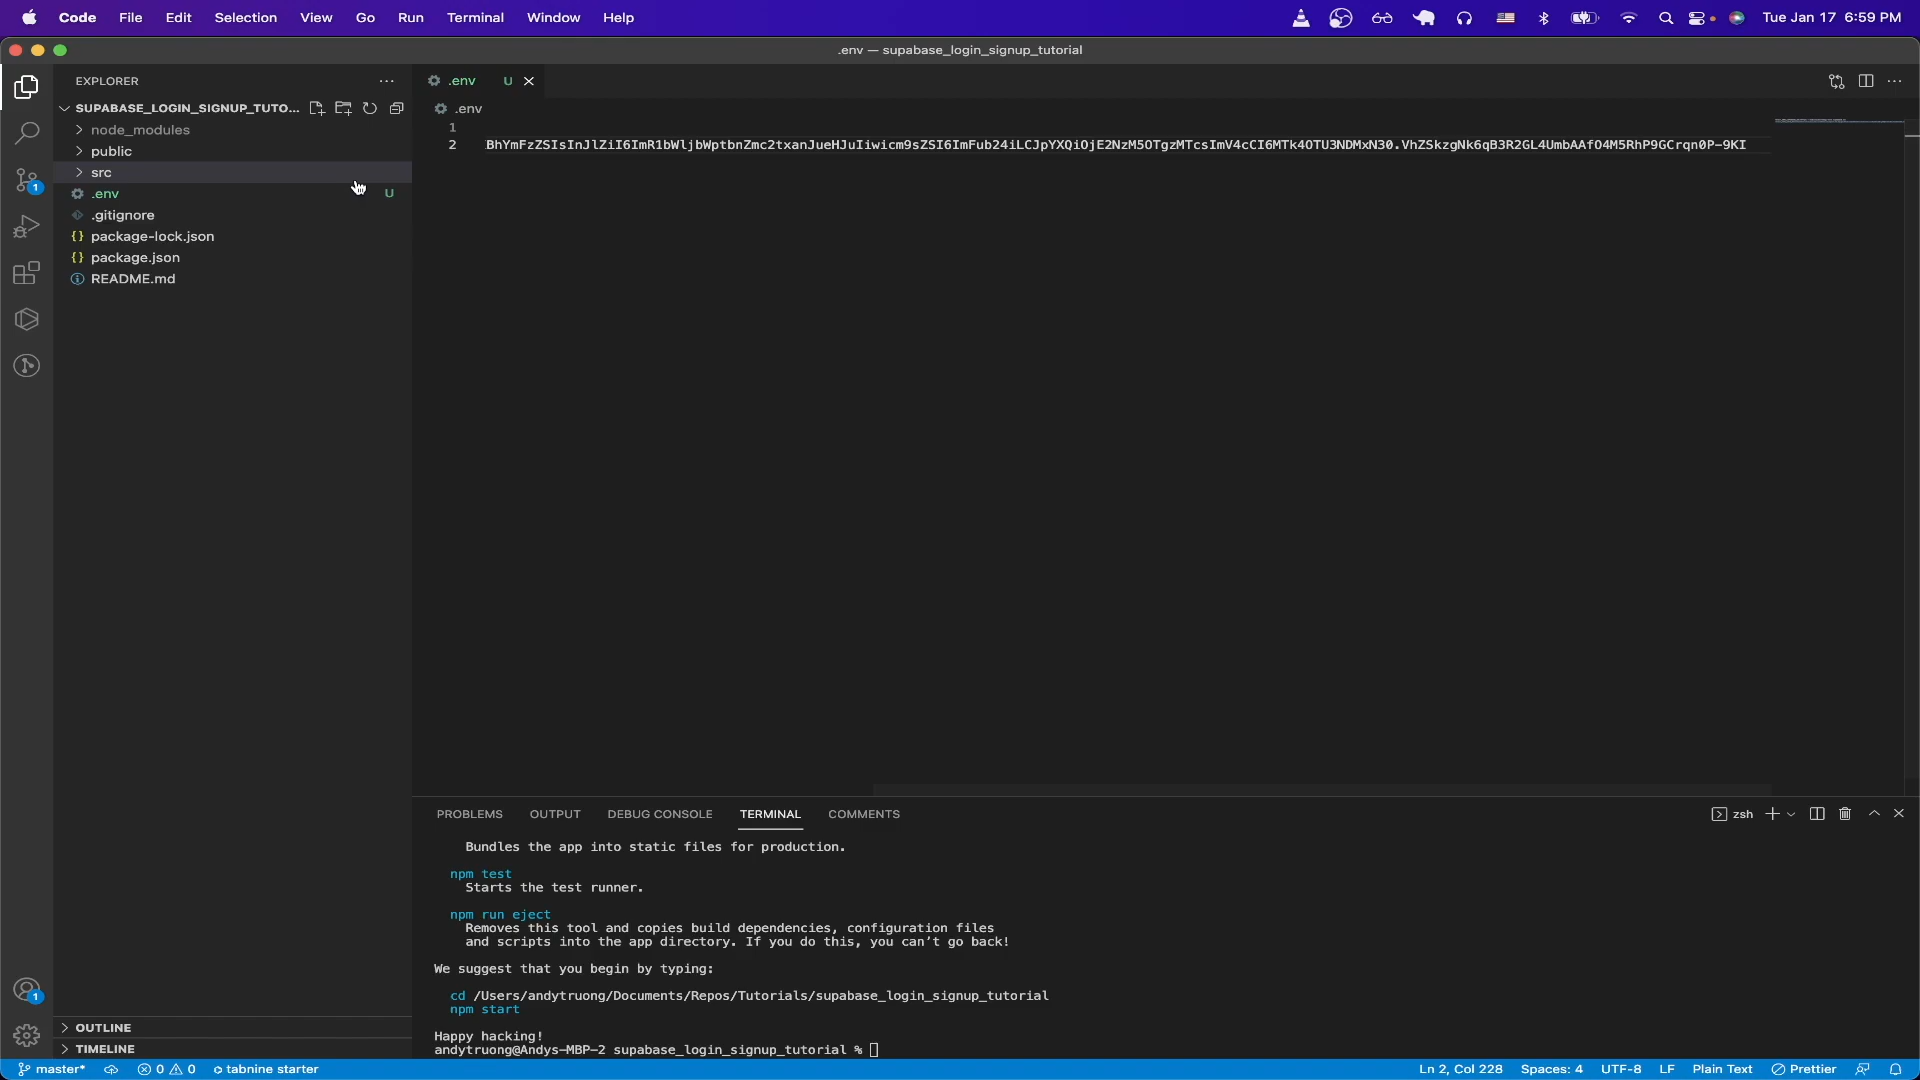 Code File Edit Selection View Go Run Terminal Window Help Tue Jan 17 6:59 PM
.env — supabase_login_signup_tutorial
EXPLORER
.env U
SUPABASE_LOGIN_SIGNUP_TUTO...
.env
node_modules
1
public
2 BhYmFzZSIsInJlZiI6ImR1bWljbWptbnZmc2txanJueHJuIiwicm9sZSI6ImFub24iLCJpYXQiOjE2NzM5OTgzMTcsImV4cCI6MTk4OTU3NDMxN30.VhZSkzgNk6qB3R2GL4UmbAAfO4M5RhP9GCrqn0P-9KI
src
.env U
.gitignore
package-lock.json
package.json
README.md
PROBLEMS OUTPUT DEBUG CONSOLE TERMINAL COMMENTS zsh
Bundles the app into static files for production.
npm test
Starts the test runner.
npm run eject
Removes this tool and copies build dependencies, configuration files
and scripts into the app directory. If you do this, you can't go back!
We suggest that you begin by typing:
cd /Users/andytruong/Documents/Repos/Tutorials/supabase_login_signup_tutorial
npm start
Happy hacking!
andytruong@Andys-MBP-2 supabase_login_signup_tutorial %
1
1
OUTLINE
TIMELINE
master* 0 0 tabnine starter Ln 2, Col 228 Spaces: 4 UTF-8 LF Plain Text Prettier